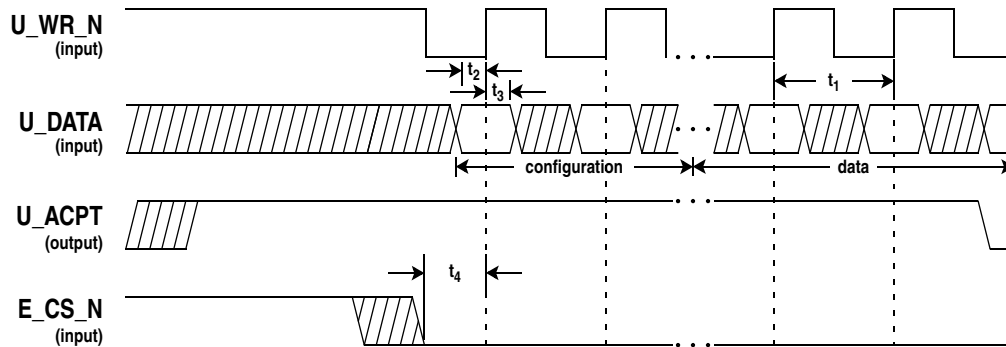 U_WR_N
(input)
t2
t3
t1
U_DATA
(input)
configuration
data
U_ACPT
(output)
t4
E_CS_N
(input)